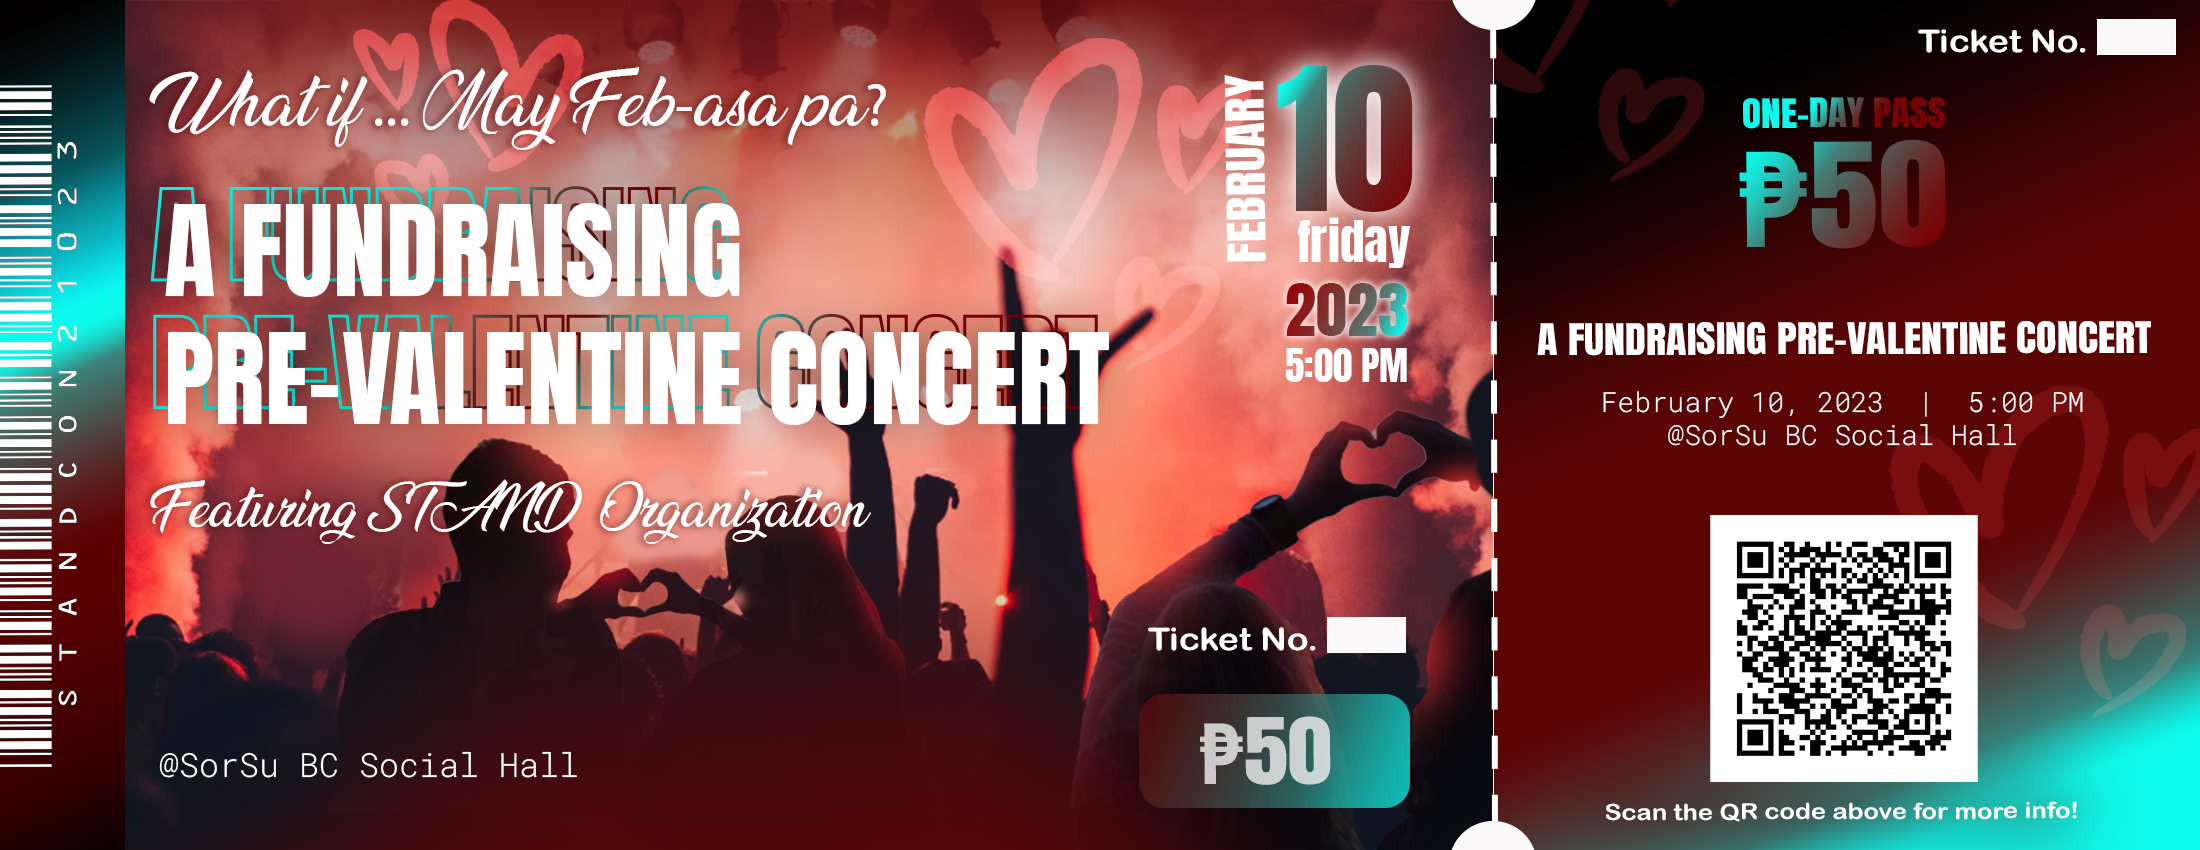 STANDCON021023
What if ... May Feb-asa pa?
A FUNDRAISING
PRE-VALENTINE CONCERT
Featuring STAND Organization
@SorSu BC Social Hall
FEBRUARY
10
friday
2023
5:00 PM
Ticket No.
₱50
Ticket No.
ONE-DAY PASS
₱50
A FUNDRAISING PRE-VALENTINE CONCERT
February 10, 2023 | 5:00 PM
@SorSu BC Social Hall
Scan the QR code above for more info!